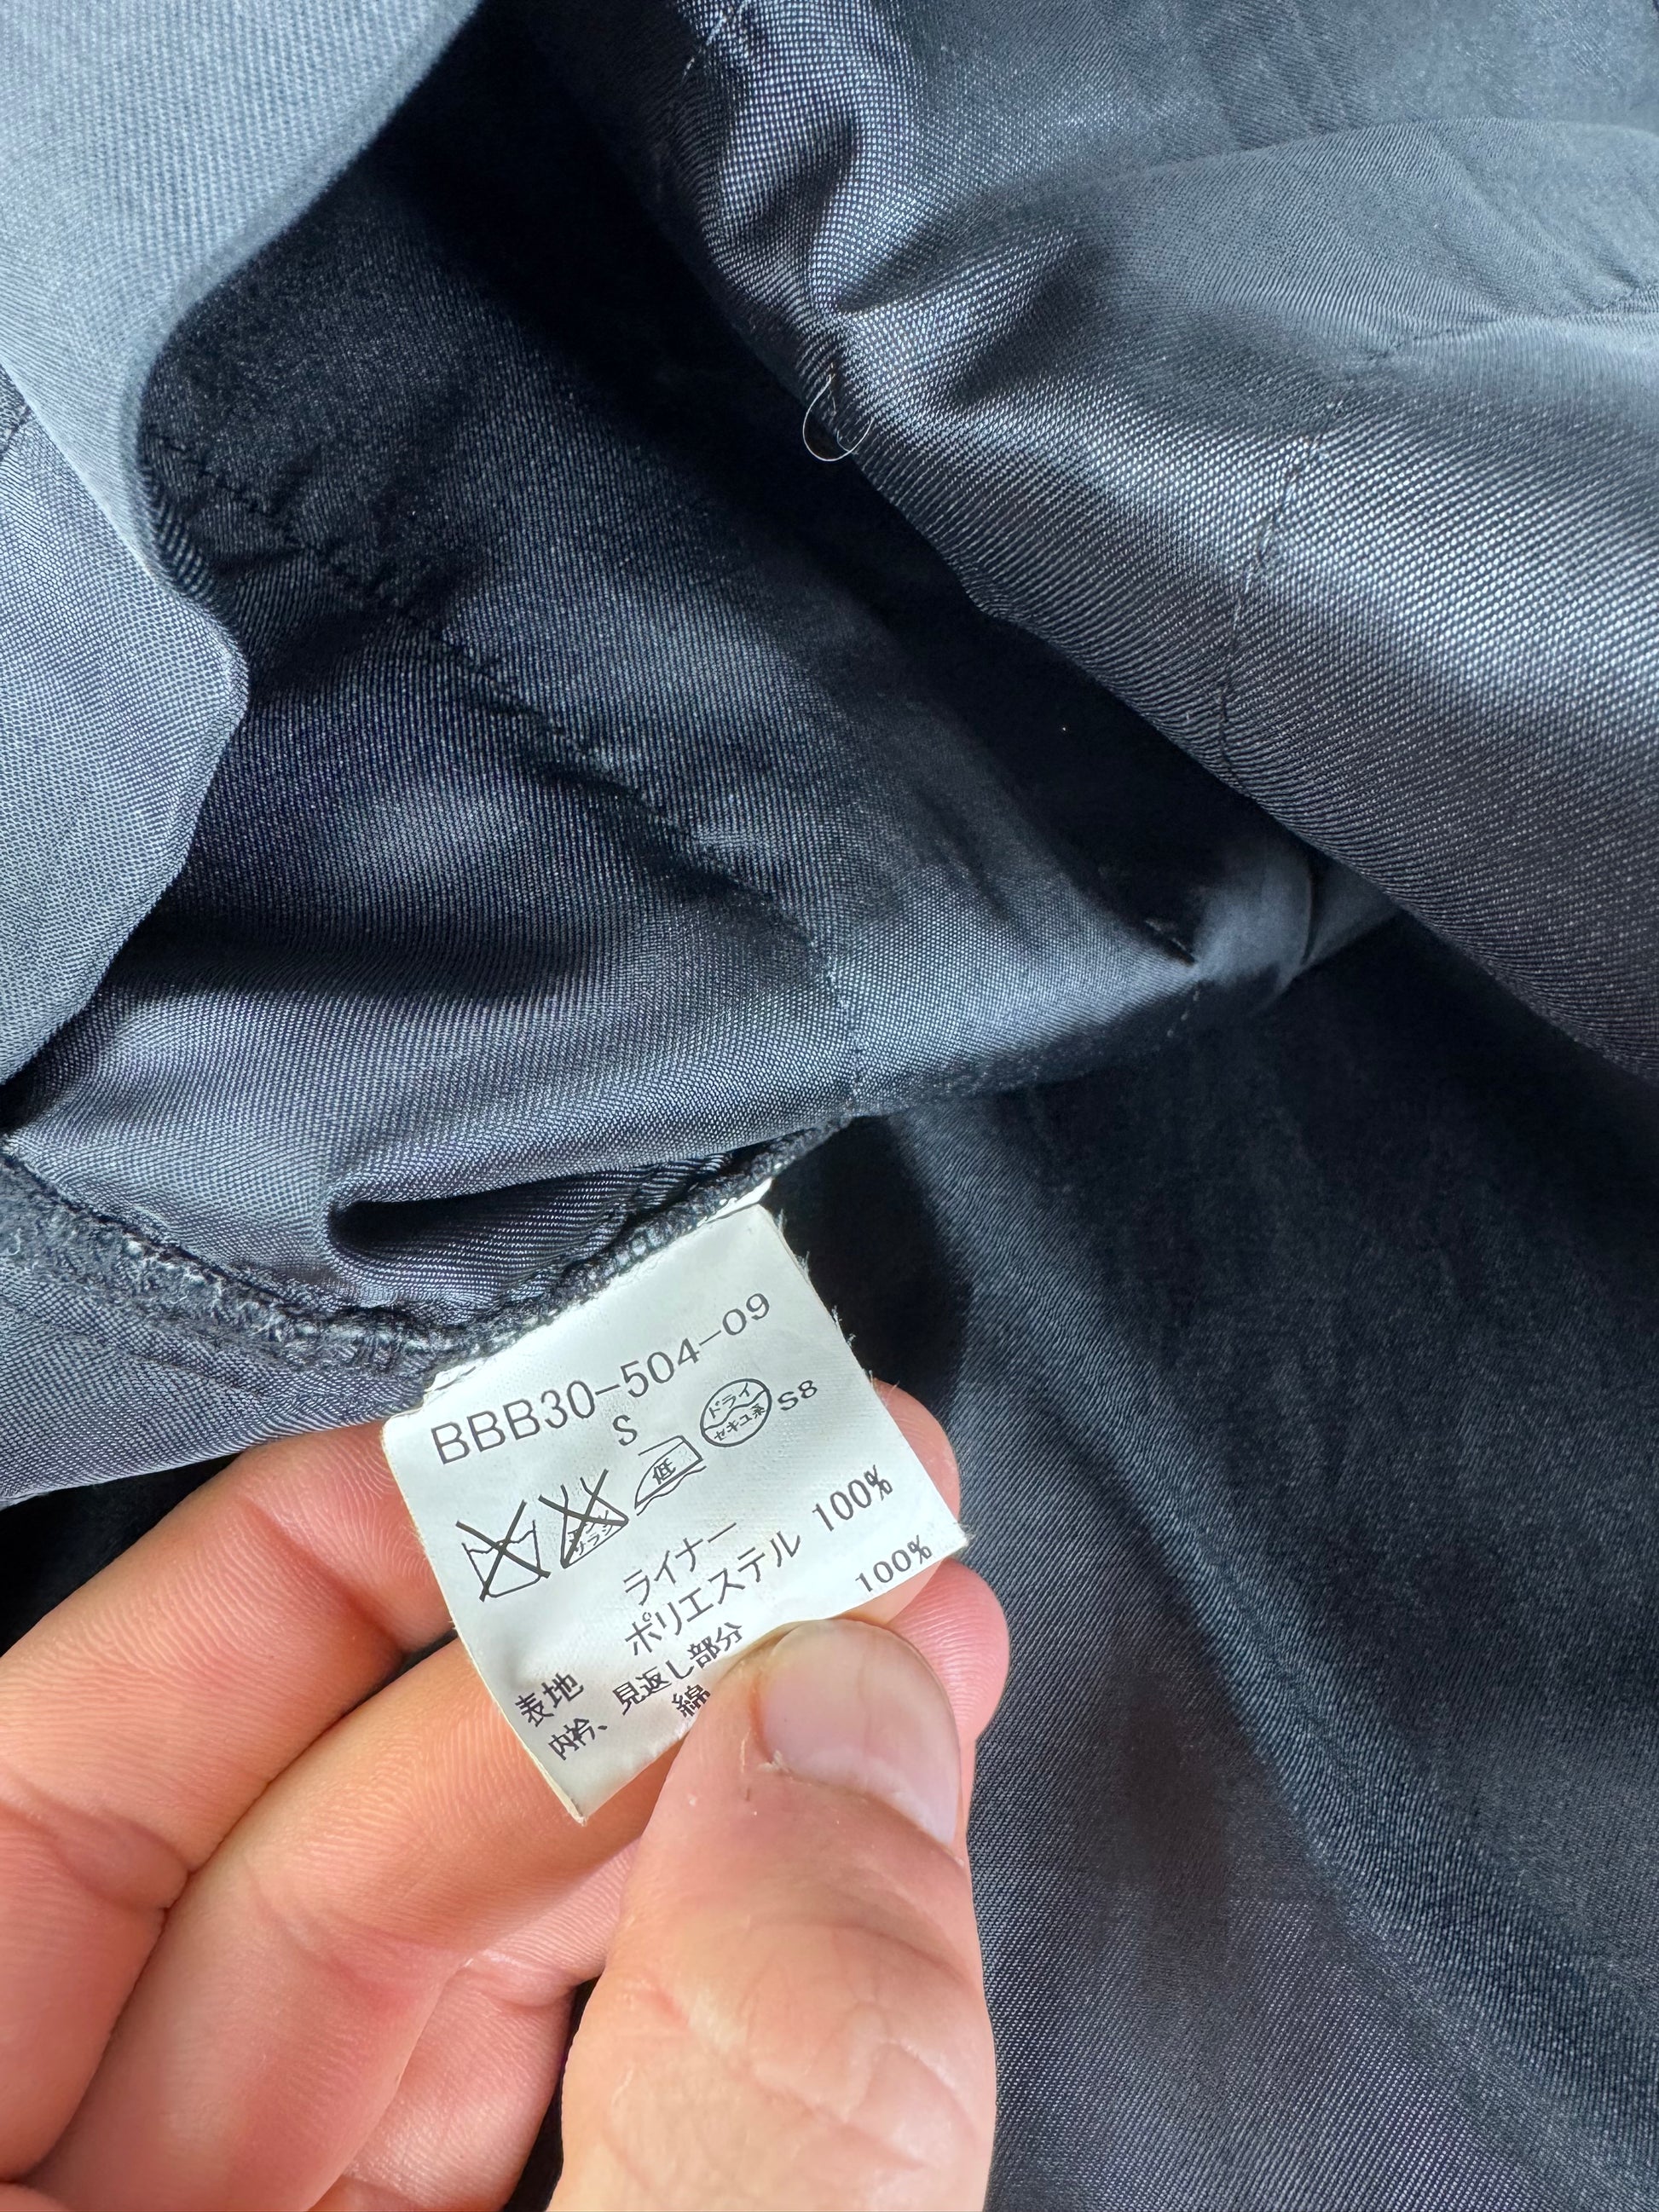 BBB30-504-09
S
低 ドライ セキユ系 S8
ライナー
ポリエステル 100%
表地
内衿、見返し部分
綿 100%